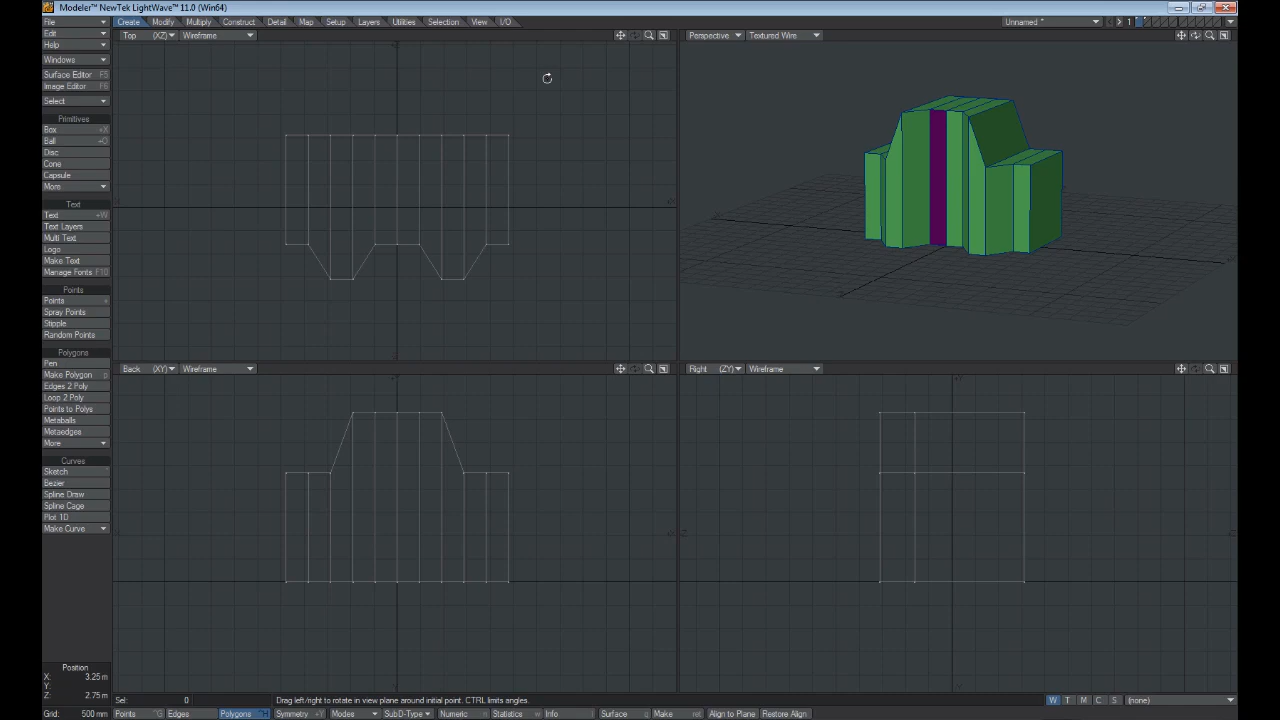 Modeler™ NewTek LightWave™ 11.0 (Win64)
File Create Modify Multiply Construct Detail Map Setup Layers Utilities Selection View I/O Unnamed * 1
Edit
Help
Windows
Surface Editor F5
Image Editor F6
Select
Primitives
Box +X
Ball +O
Disc
Cone
Capsule
More
Text
Text +W
Text Layers
Multi Text
Logo
Make Text
Manage Fonts F10
Points
Points +
Spray Points
Stipple
Random Points
Polygons
Pen
Make Polygon p
Edges 2 Poly
Loop 2 Poly
Points to Polys
Metaballs
Metaedges
More
Curves
Sketch
Bezier
Spline Draw
Spline Cage
Plot 1D
Make Curve
Top (XZ) Wireframe
Perspective Textured Wire
Back (XY) Wireframe
Right (ZY) Wireframe
Position
X: 3.25 m
Y:
Z: 2.75 m
Grid: 500 mm
Sel: 0 Drag left/right to rotate in view plane around initial point. CTRL limits angles. W T M C S (none)
Points ^G Edges Polygons ^H Symmetry +Y Modes SubD-Type Numeric n Statistics w Info i Surface q Make ret Align to Plane Restore Align